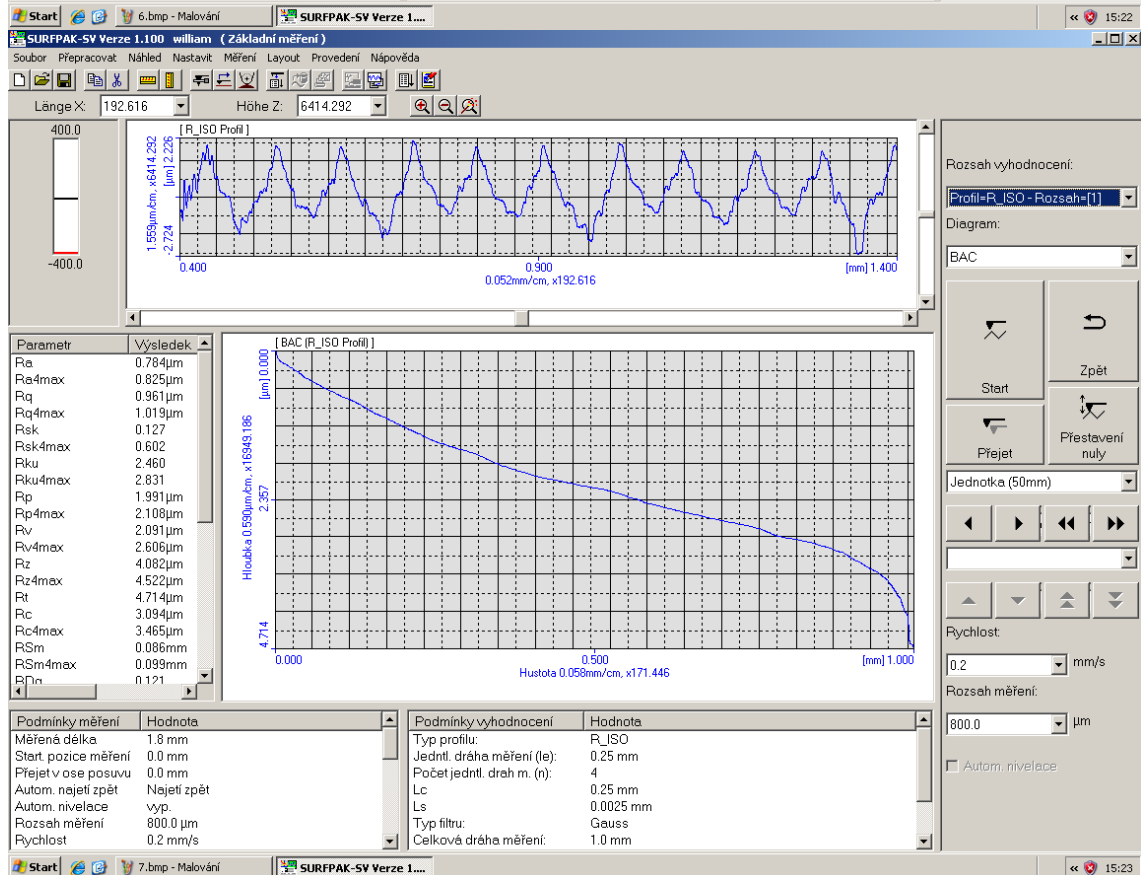 Start 6.bmp - Malování SURFPAK-SV Verze 1.... « 15:22
SURFPAK-SV Verze 1.100 william ( Základní měření )
Soubor Přepracovat Náhled Nastavit Měření Layout Provedení Nápověda
Länge X: 192.616 Höhe Z: 6414.292
400.0
-400.0
[ R_ISO Profil ]
1.559µm/cm, x6414.292
-2.724 [µm] 2.226
0.400 0.900 [mm] 1.400
0.052mm/cm, x192.616
Rozsah vyhodnocení:
Profil=R_ISO - Rozsah=[1]
Diagram:
BAC
Start
Zpět
Přejet
Přestavení
nuly
Jednotka (50mm)
Rychlost:
0.2 mm/s
Rozsah měření:
800.0 µm
Autom. nivelace
Parametr Výsledek
Ra 0.784µm
Ra4max 0.825µm
Rq 0.961µm
Rq4max 1.019µm
Rsk 0.127
Rsk4max 0.602
Rku 2.460
Rku4max 2.831
Rp 1.991µm
Rp4max 2.108µm
Rv 2.091µm
Rv4max 2.606µm
Rz 4.082µm
Rz4max 4.522µm
Rt 4.714µm
Rc 3.094µm
Rc4max 3.465µm
RSm 0.086mm
RSm4max 0.099mm
RDq 0.121
[ BAC (R_ISO Profil) ]
Hloubka 0.590µm/cm, x16949.186
4.714 2.357 [µm] 0.000
0.000 0.500 [mm] 1.000
Hustota 0.058mm/cm, x171.446
Podmínky měření Hodnota
Měřená délka 1.8 mm
Start. pozice měření 0.0 mm
Přejet v ose posuvu 0.0 mm
Autom. najetí zpět Najetí zpět
Autom. nivelace vyp.
Rozsah měření 800.0 µm
Rychlost 0.2 mm/s
Podmínky vyhodnocení Hodnota
Typ profilu: R_ISO
Jedntl. dráha měření (le): 0.25 mm
Počet jedntl. drah m. (n): 4
Lc 0.25 mm
Ls 0.0025 mm
Typ filtru: Gauss
Celková dráha měření: 1.0 mm
Start 7.bmp - Malování SURFPAK-SV Verze 1.... « 15:23